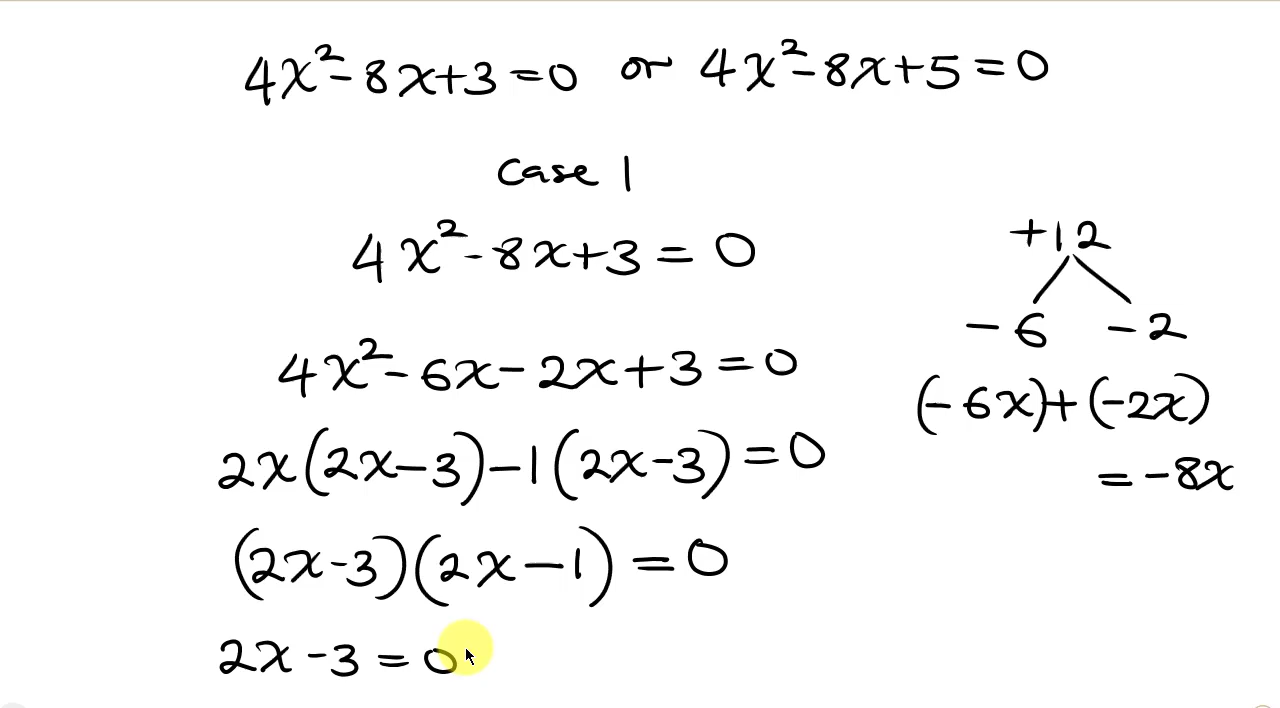 4x²-8x+3=0 or 4x²-8x+5=0
Case 1
4x²-8x+3=0
+12
-6 -2
4x²-6x-2x+3=0
(-6x)+(-2x)
2x(2x-3)-1(2x-3)=0
=-8x
(2x-3)(2x-1)=0
2x-3=0